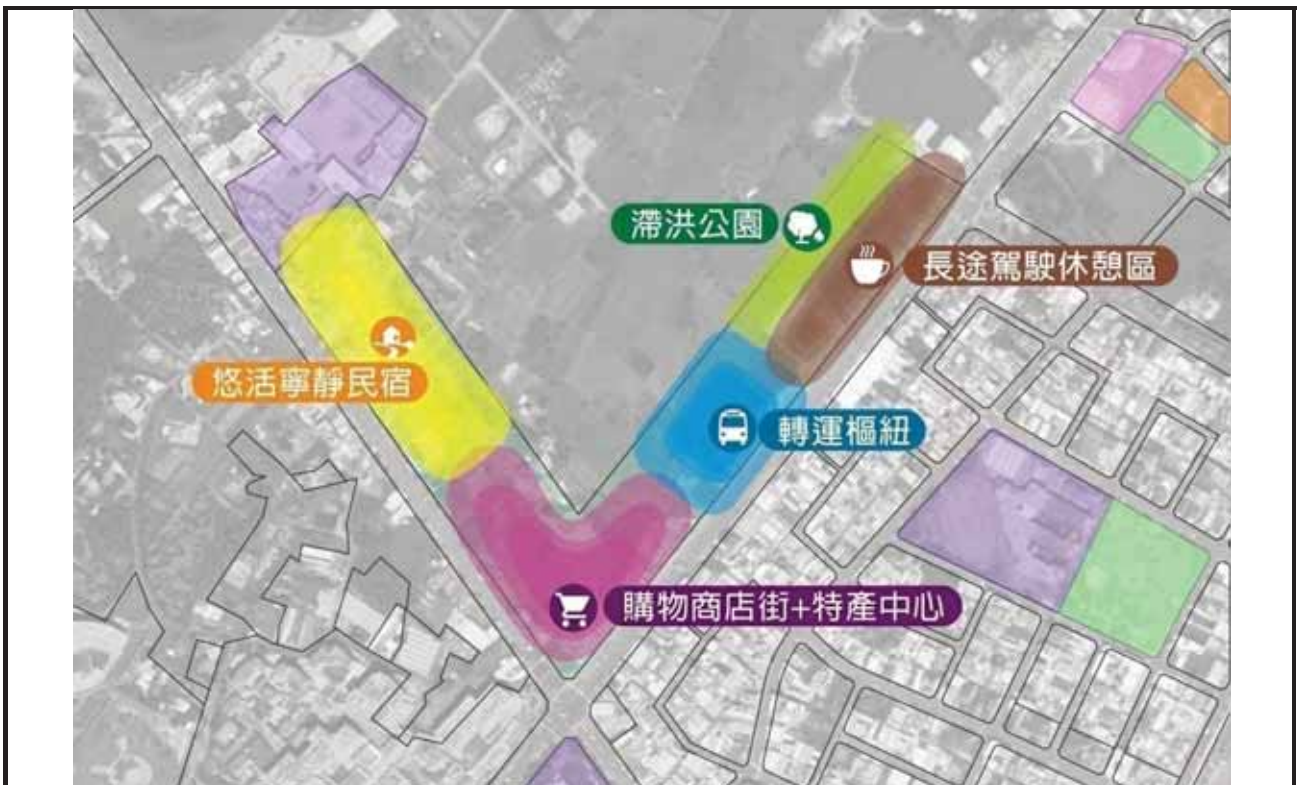 滯洪公園
長途駕駛休憩區
悠活寧靜民宿
轉運樞紐
購物商店街+特產中心